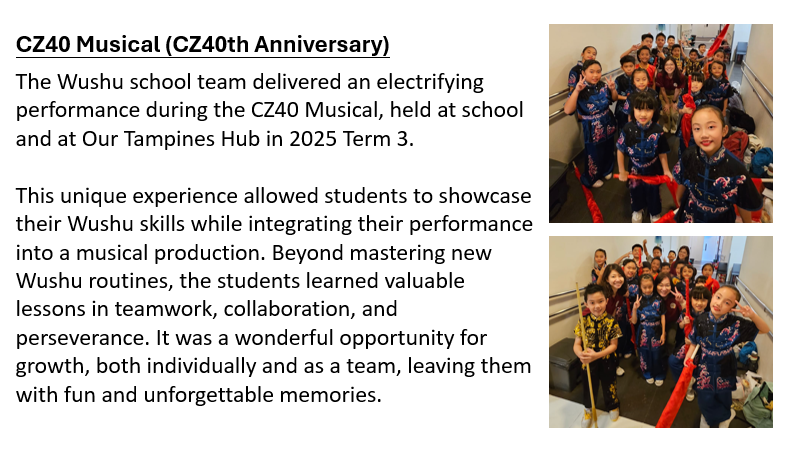 CZ40 Musical (CZ40th Anniversary)
The Wushu school team delivered an electrifying
performance during the CZ40 Musical, held at school
and at Our Tampines Hub in 2025 Term 3.
This unique experience allowed students to showcase
their Wushu skills while integrating their performance
into a musical production. Beyond mastering new
Wushu routines, the students learned valuable
lessons in teamwork, collaboration, and
perseverance. It was a wonderful opportunity for
growth, both individually and as a team, leaving them
with fun and unforgettable memories.